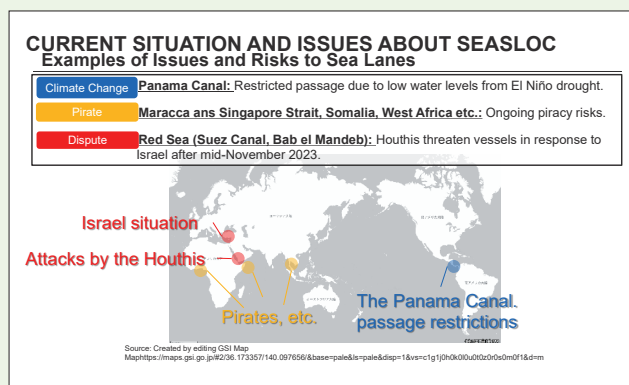 CURRENT SITUATION AND ISSUES ABOUT SEASLOC
Examples of Issues and Risks to Sea Lanes
Climate Change
Panama Canal: Restricted passage due to low water levels from El Niño drought.
Pirate
Maracca ans Singapore Strait, Somalia, West Africa etc.: Ongoing piracy risks.
Dispute
Red Sea (Suez Canal, Bab el Mandeb): Houthis threaten vessels in response to
Israel after mid-November 2023.
Israel situation
Attacks by the Houthis
Pirates, etc.
The Panama Canal.
passage restrictions
Source: Created by editing GSI Map
Maphttps://maps.gsi.go.jp/#2/36.173357/140.097656/&base=pale&ls=pale&disp=1&vs=c1g1j0h0k0l0u0t0z0r0s0m0f1&d=m